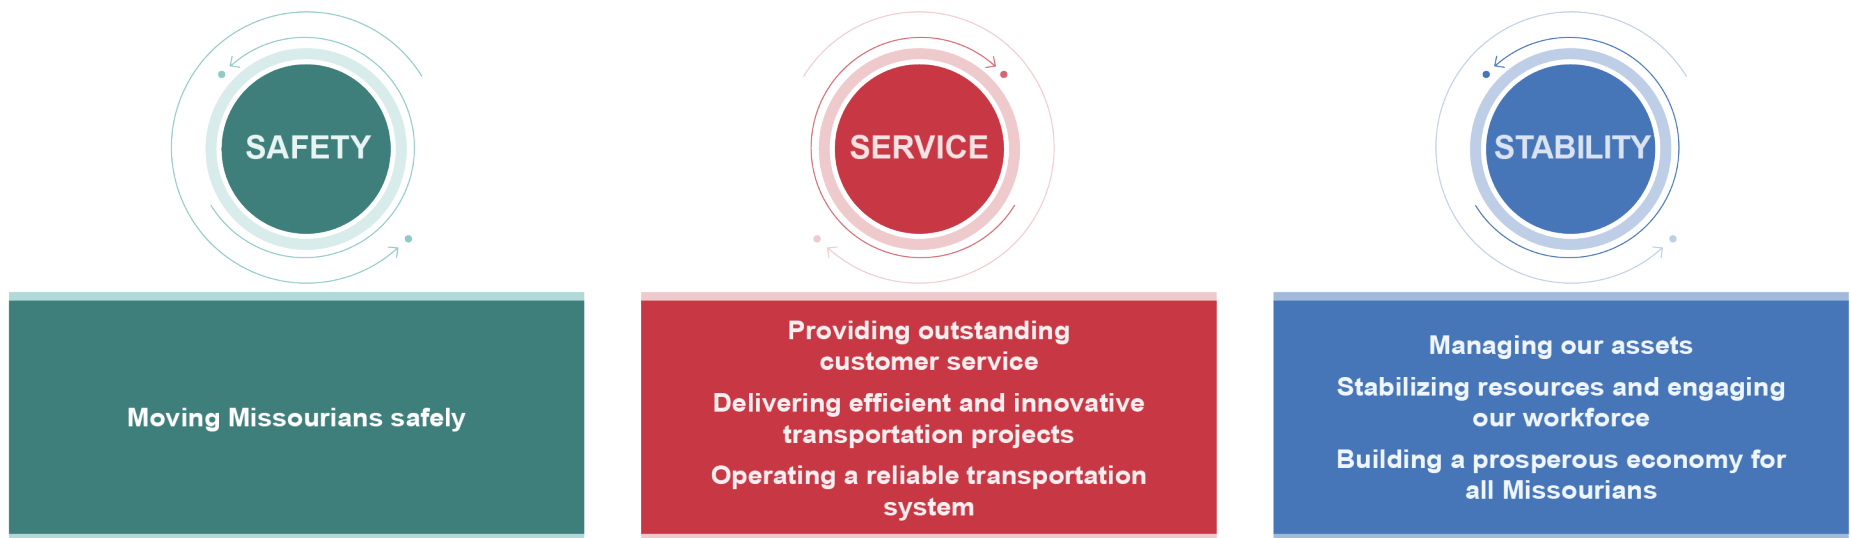 SAFETY
Moving Missourians safely
SERVICE
Providing outstanding
customer service
Delivering efficient and innovative
transportation projects
Operating a reliable transportation
system
STABILITY
Managing our assets
Stabilizing resources and engaging
our workforce
Building a prosperous economy for
all Missourians